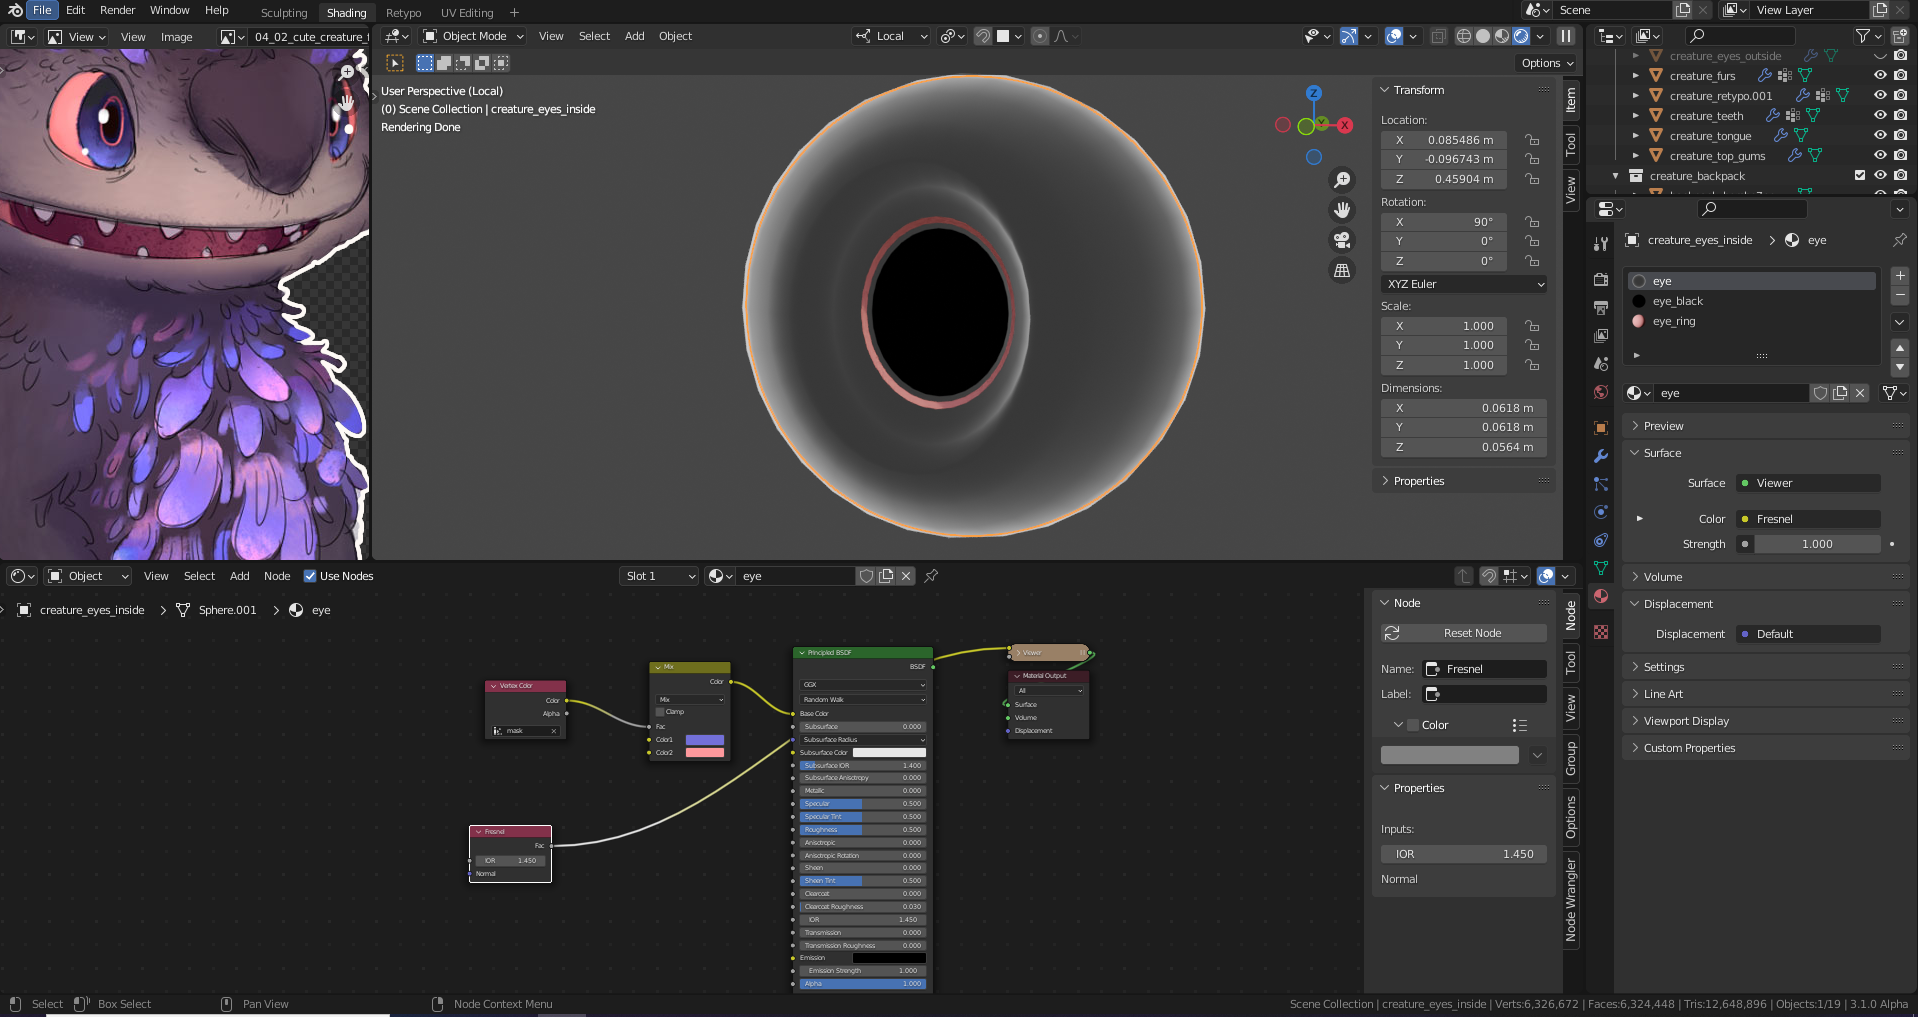 File Edit Render Window Help Sculpting Shading Retypo UV Editing + Scene View Layer
View View Image 04_02_cute_creature_f
Object Mode View Select Add Object Local
Options
User Perspective (Local)
(0) Scene Collection | creature_eyes_inside
Rendering Done
Z
Y
X
Transform
Location:
X 0.085486 m
Y -0.096743 m
Z 0.45904 m
Rotation:
X 90°
Y 0°
Z 0°
XYZ Euler
Scale:
X 1.000
Y 1.000
Z 1.000
Dimensions:
X 0.0618 m
Y 0.0618 m
Z 0.0564 m
Properties
Item
Tool
View
creature_eyes_outside
creature_furs
creature_retypo.001
creature_teeth
creature_tongue
creature_top_gums
creature_backpack
creature_eyes_inside > eye
eye
eye_black
eye_ring
eye
Preview
Surface
Surface Viewer
Color Fresnel
Strength 1.000
Volume
Displacement
Displacement Default
Settings
Line Art
Viewport Display
Custom Properties
Object View Select Add Node Use Nodes Slot 1 eye
creature_eyes_inside > Sphere.001 > eye
Vertex Color
Color
Alpha
mask
Mix
Color
Mix
Clamp
Fac
Color1
Color2
Fresnel
Fac
IOR 1.450
Normal
Principled BSDF
BSDF
GGX
Random Walk
Base Color
Subsurface 0.000
Subsurface Radius
Subsurface Color
Subsurface IOR 1.400
Subsurface Anisotropy 0.000
Metallic 0.000
Specular 0.500
Specular Tint 0.500
Roughness 0.500
Anisotropic 0.000
Anisotropic Rotation 0.000
Sheen 0.000
Sheen Tint 0.500
Clearcoat 0.000
Clearcoat Roughness 0.030
IOR 1.450
Transmission 0.000
Transmission Roughness 0.000
Emission
Emission Strength 1.000
Alpha 1.000
Viewer
Material Output
All
Surface
Volume
Displacement
Node
Reset Node
Name: Fresnel
Label:
Color
Properties
Inputs:
IOR 1.450
Normal
Node
Tool
View
Group
Options
Node Wrangler
Select Box Select Pan View Node Context Menu
Scene Collection | creature_eyes_inside | Verts:6,326,672 | Faces:6,324,448 | Tris:12,648,896 | Objects:1/19 | 3.1.0 Alpha